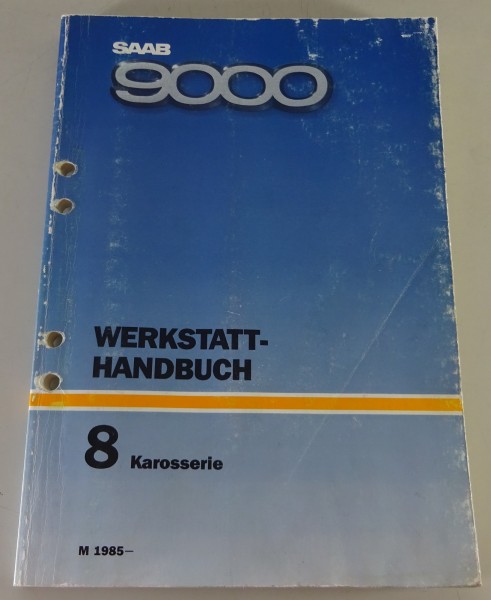 SAAB
9000
WERKSTATT-
HANDBUCH
8 Karosserie
M 1985–